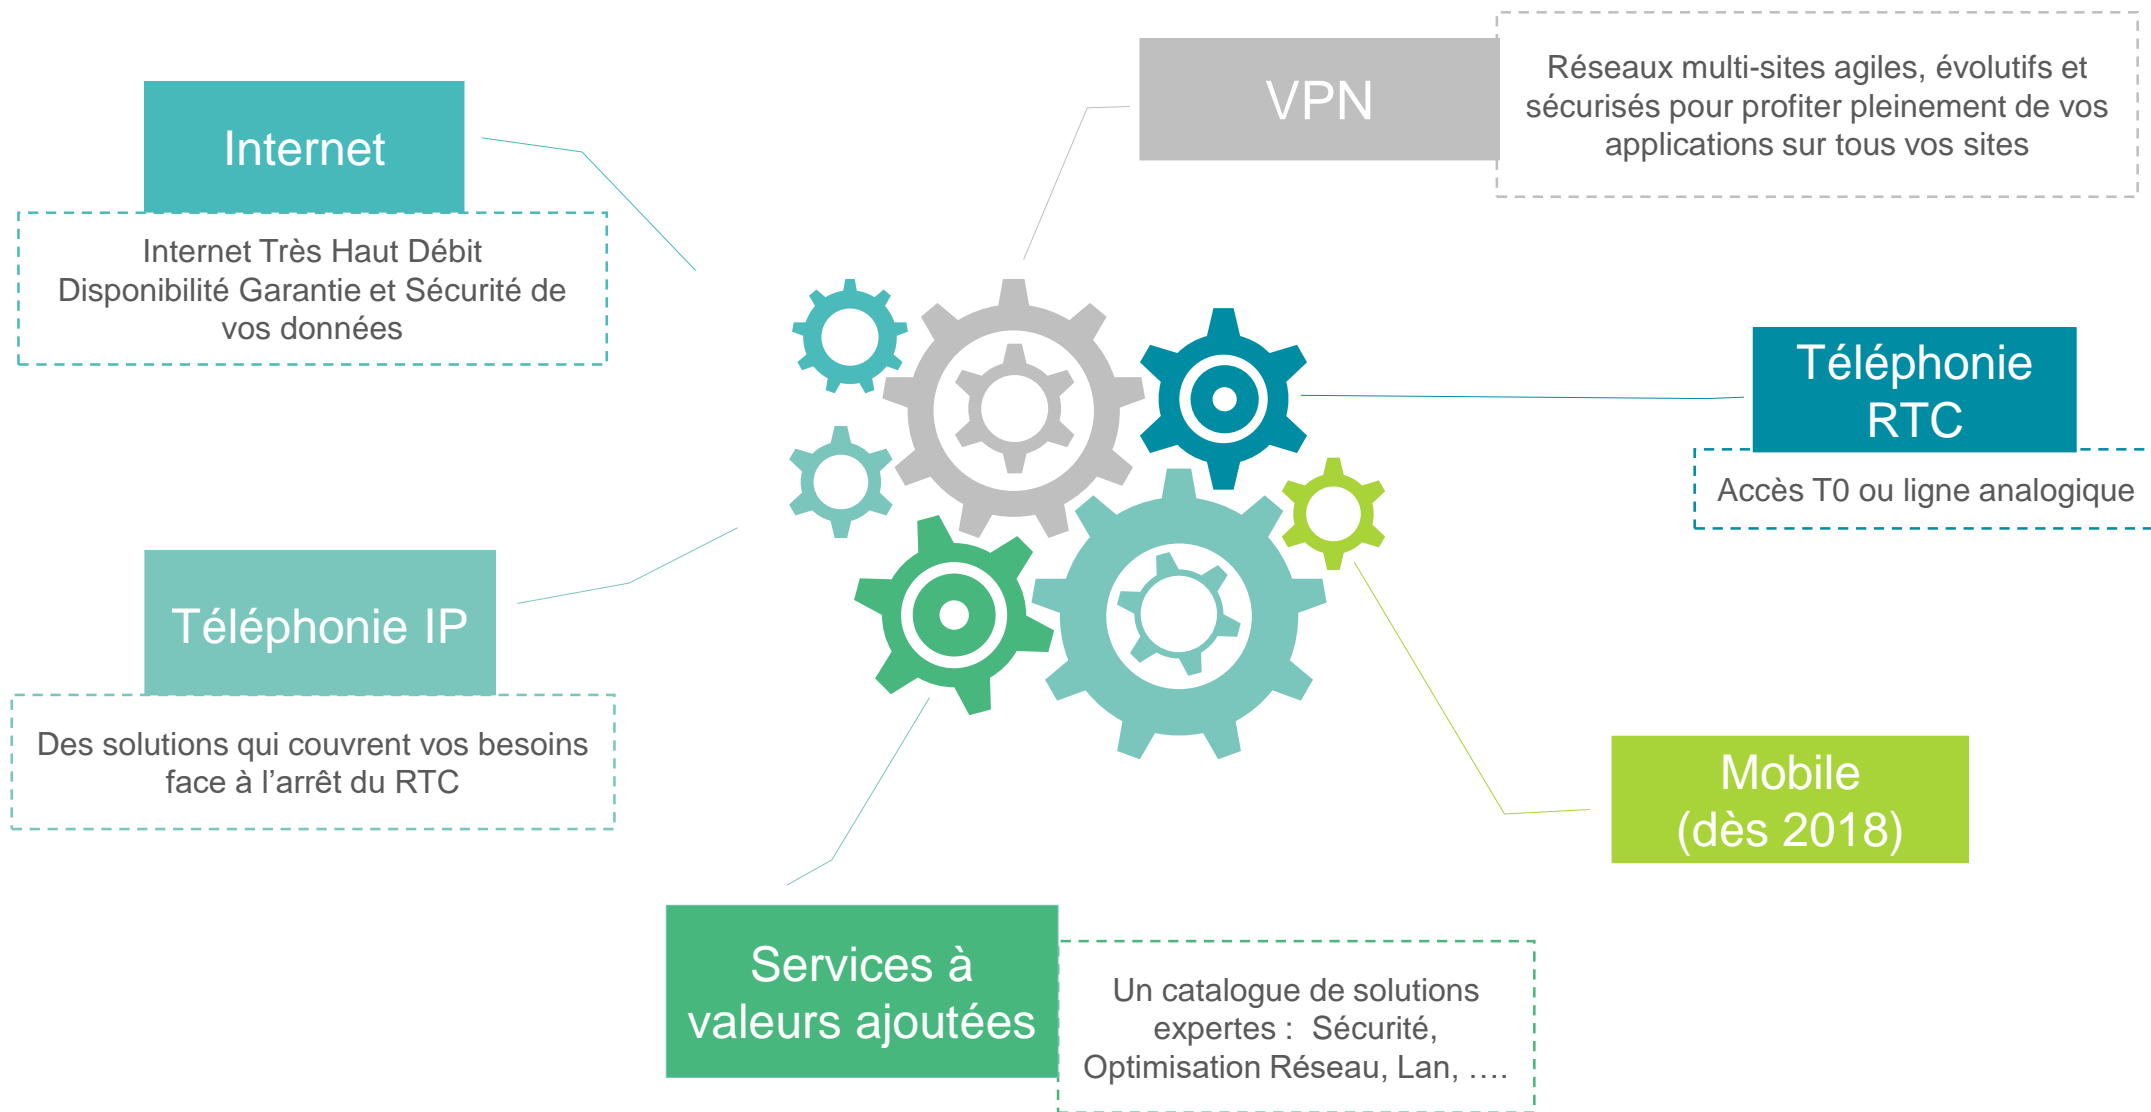 Internet
Internet Très Haut Débit
Disponibilité Garantie et Sécurité de
vos données
VPN
Réseaux multi-sites agiles, évolutifs et
sécurisés pour profiter pleinement de vos
applications sur tous vos sites
Téléphonie
RTC
Accès T0 ou ligne analogique
Téléphonie IP
Des solutions qui couvrent vos besoins
face à l’arrêt du RTC
Mobile
(dès 2018)
Services à
valeurs ajoutées
Un catalogue de solutions
expertes :  Sécurité,
Optimisation Réseau, Lan, ….